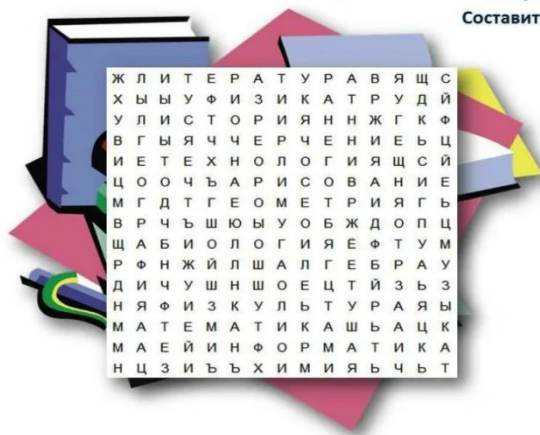 Составит
Ж Л И Т Е Р А Т У Р А В Я Щ С
Х Ы Ы У Ф И З И К А Т Р У Д Й
У Л И С Т О Р И Я Н Н Ж Г К Ф
В Г Ы Я Ч Ч Е Р Ч Е Н И Е Ь Ц
И Е Т Е Х Н О Л О Г И Я Щ С Й
Ц О О Ч Ъ А Р И С О В А Н И Е
М Г Д Т Г Е О М Е Т Р И Я Г Ь
В Р Ч Ъ Ш Ю Ы У О Б Ж Д О П Ц
Щ А Б И О Л О Г И Я Ё Ф Т У М
Р Ф Н Ж Й Л Ш А Л Г Е Б Р А У
Д И Ч У Ш Н Ш О Е Ц Т Й З Ь З
Н Я Ф И З К У Л Ь Т У Р А Я Ы
М А Т Е М А Т И К А Ш Ь А Ц К
М А Е Й И Н Ф О Р М А Т И К А
Н Ц З И Ъ Ъ Х И М И Я Ь Ч Ь Т